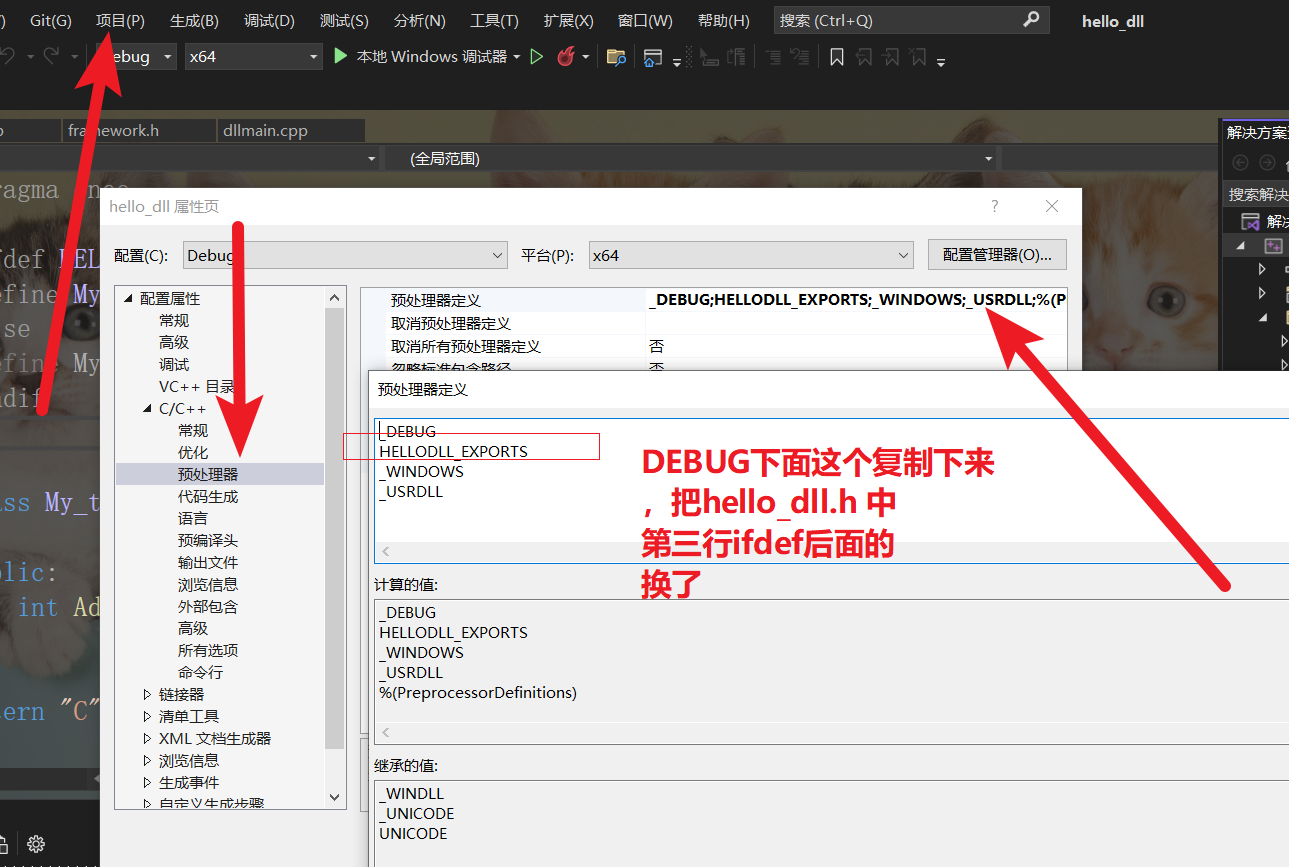 Git(G) 项目(P) 生成(B) 调试(D) 测试(S) 分析(N) 工具(T) 扩展(X) 窗口(W) 帮助(H) 搜索 (Ctrl+Q) hello_dll
ebug x64 本地 Windows 调试器
framework.h dllmain.cpp
(全局范围)
解决方案
搜索解决
解决
hello_dll 属性页 ?
配置(C): Debug 平台(P): x64 配置管理器(O)...
配置属性
常规
高级
调试
VC++ 目录
C/C++
常规
优化
预处理器
代码生成
语言
预编译头
输出文件
浏览信息
外部包含
高级
所有选项
命令行
链接器
清单工具
XML 文档生成器
浏览信息
生成事件
自定义生成步骤
预处理器定义 _DEBUG;HELLODLL_EXPORTS;_WINDOWS;_USRDLL;%(P
取消预处理器定义
取消所有预处理器定义 否
忽略标准包含路径 否
预处理器定义
_DEBUG
HELLODLL_EXPORTS
_WINDOWS
_USRDLL
DEBUG下面这个复制下来
，把hello_dll.h 中
第三行ifdef后面的
换了
计算的值:
_DEBUG
HELLODLL_EXPORTS
_WINDOWS
_USRDLL
%(PreprocessorDefinitions)
继承的值:
_WINDLL
_UNICODE
UNICODE
ragma
fdef
efine My
se
My
ndif
ass My_t
blic:
int Ad
tern "C"